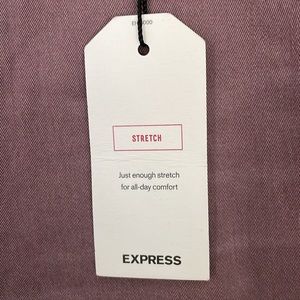 STRETCH
Just enough stretch
for all-day comfort
EXPRESS